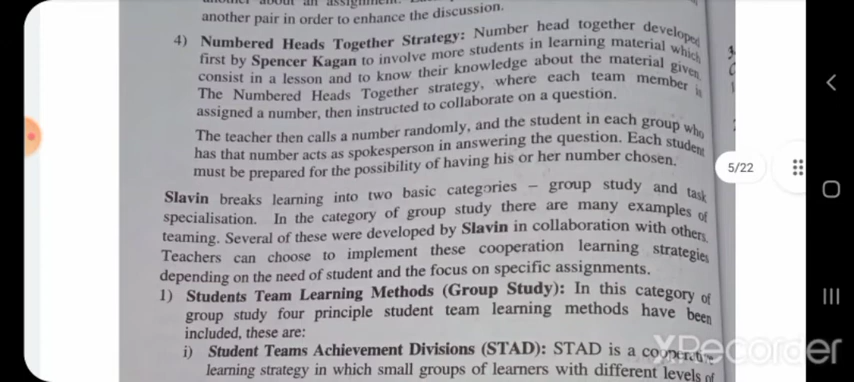 another about an assignment.
another pair in order to enhance the discussion.
4) Numbered Heads Together Strategy: Number head together developed
first by Spencer Kagan to involve more students in learning material which
consist in a lesson and to know their knowledge about the material given.
The Numbered Heads Together strategy, where each team member is
assigned a number, then instructed to collaborate on a question.
The teacher then calls a number randomly, and the student in each group who
has that number acts as spokesperson in answering the question. Each student
must be prepared for the possibility of having his or her number chosen.
5/22
Slavin breaks learning into two basic categories – group study and task
specialisation. In the category of group study there are many examples of
teaming. Several of these were developed by Slavin in collaboration with others.
Teachers can choose to implement these cooperation learning strategies
depending on the need of student and the focus on specific assignments.
1) Students Team Learning Methods (Group Study): In this category of
group study four principle student team learning methods have been
included, these are:
i) Student Teams Achievement Divisions (STAD): STAD is a cooperative
learning strategy in which small groups of learners with different levels of
XRecorder